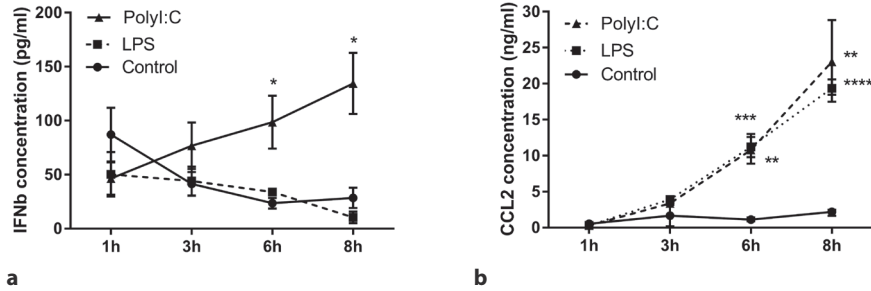 IFNb concentration (pg/ml)
200
150
100
50
0
PolyI:C
LPS
Control
*
*
1h 3h 6h 8h
a
CCL2 concentration (ng/ml)
30
25
20
15
10
5
0
PolyI:C
LPS
Control
***
**
**
****
1h 3h 6h 8h
b